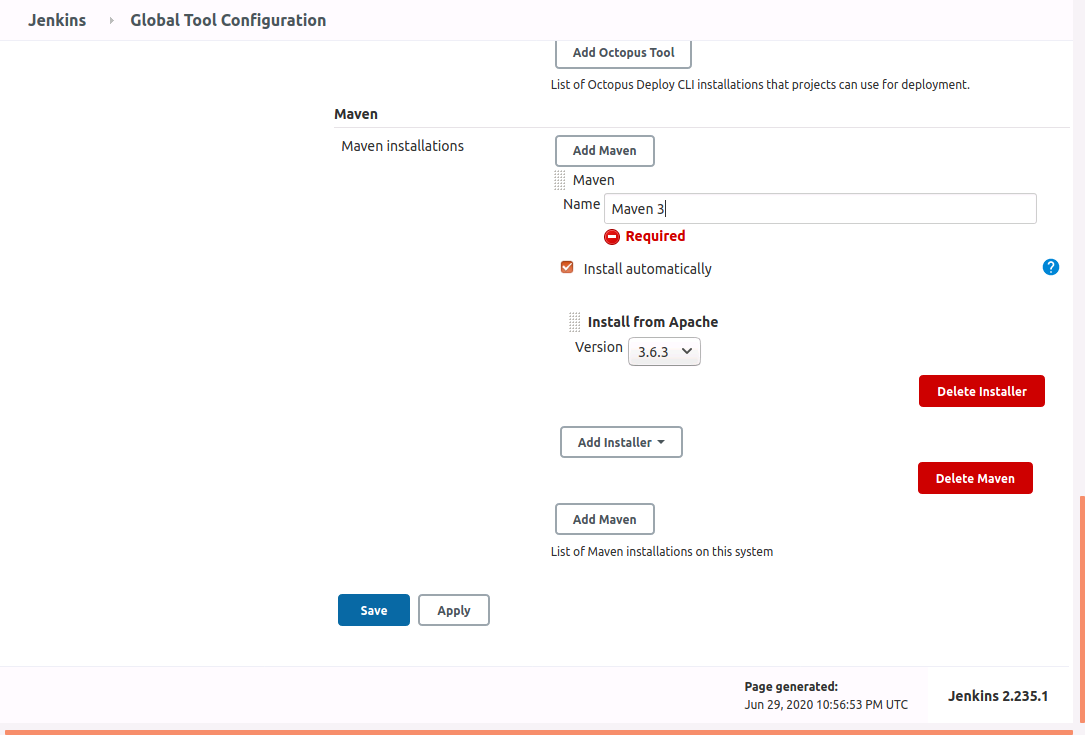 Jenkins Global Tool Configuration
Add Octopus Tool
List of Octopus Deploy CLI installations that projects can use for deployment.
Maven
Maven installations
Add Maven
Maven
Name Maven 3
Required
Install automatically
?
Install from Apache
Version 3.6.3
Delete Installer
Add Installer
Delete Maven
Add Maven
List of Maven installations on this system
Save Apply
Page generated:
Jun 29, 2020 10:56:53 PM UTC
Jenkins 2.235.1